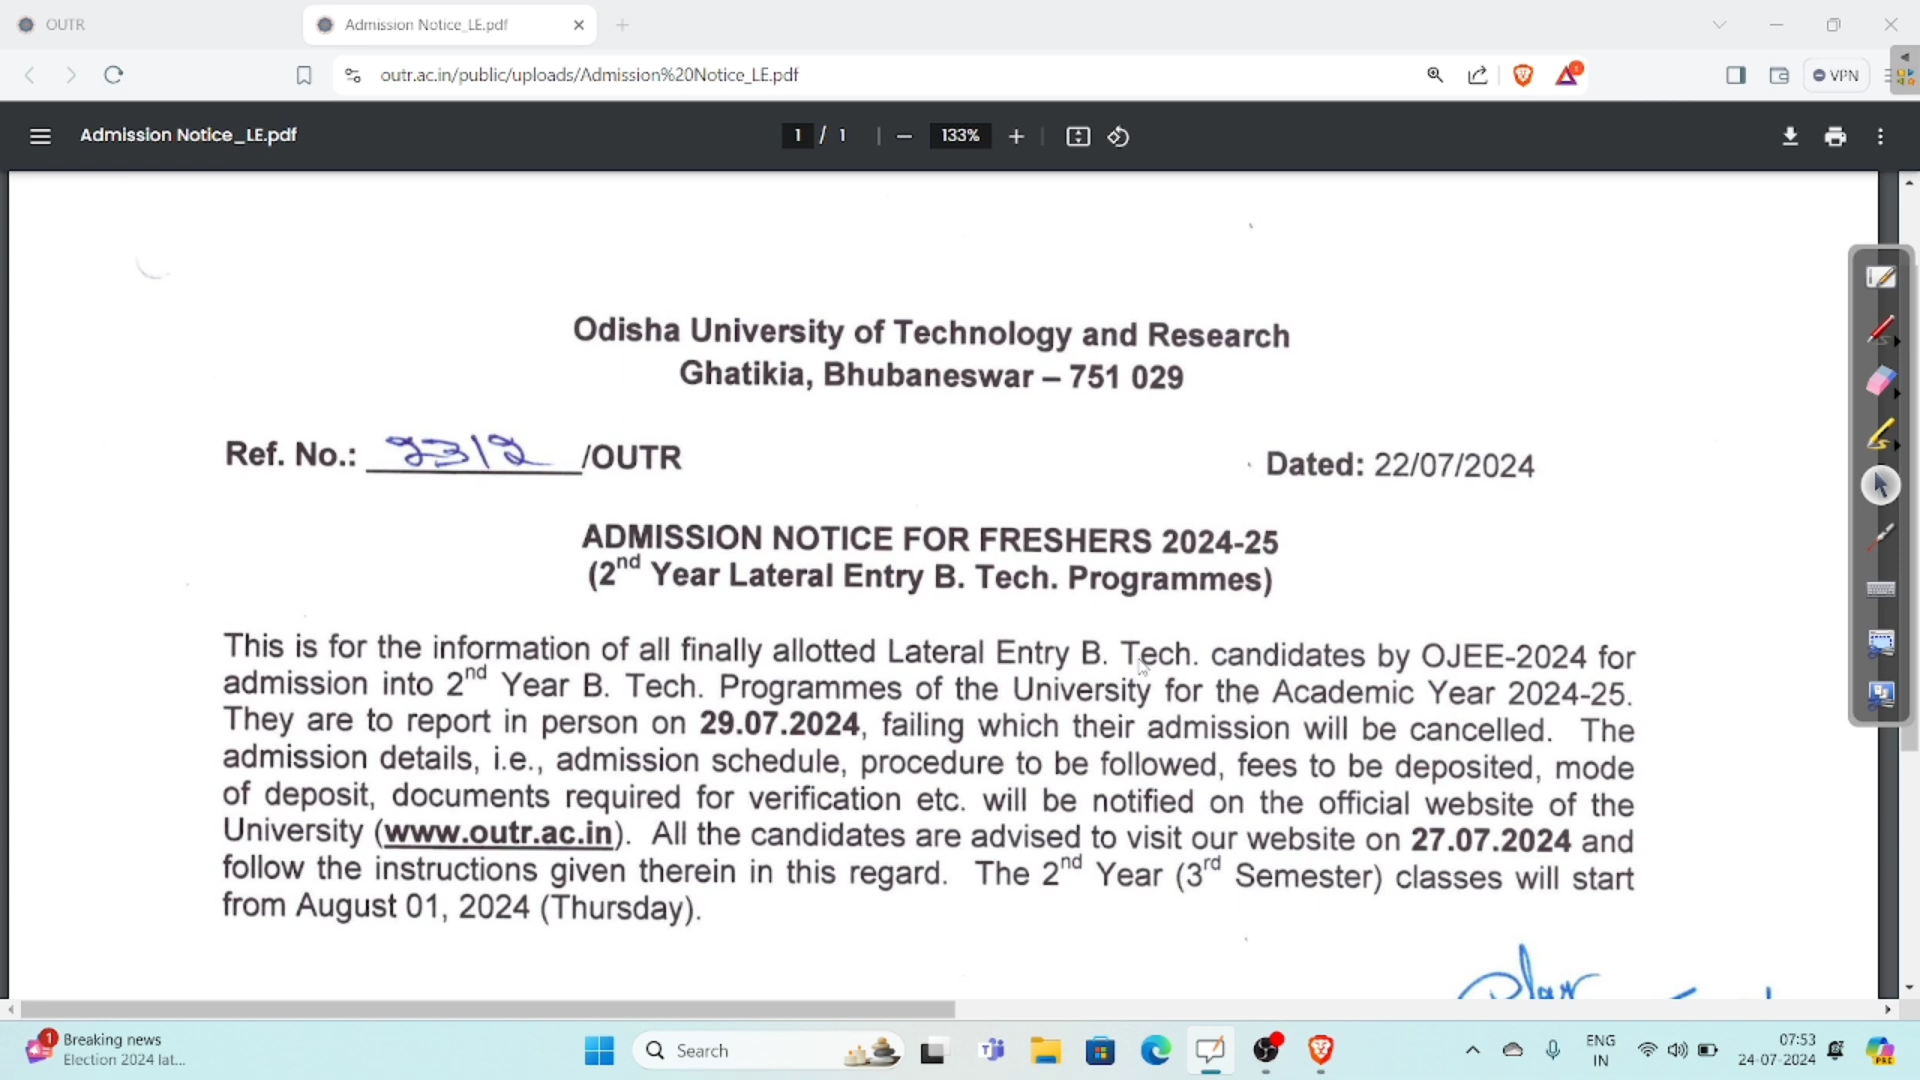 OUTR
Admission Notice_LE.pdf
outr.ac.in/public/uploads/Admission%20Notice_LE.pdf
VPN
Admission Notice_LE.pdf
1 / 1
133%
Odisha University of Technology and Research
Ghatikia, Bhubaneswar – 751 029
Ref. No.: 2312 /OUTR
Dated: 22/07/2024
ADMISSION NOTICE FOR FRESHERS 2024-25
(2nd Year Lateral Entry B. Tech. Programmes)
This is for the information of all finally allotted Lateral Entry B. Tech. candidates by OJEE-2024 for
admission into 2nd Year B. Tech. Programmes of the University for the Academic Year 2024-25.
They are to report in person on 29.07.2024, failing which their admission will be cancelled. The
admission details, i.e., admission schedule, procedure to be followed, fees to be deposited, mode
of deposit, documents required for verification etc. will be notified on the official website of the
University (www.outr.ac.in). All the candidates are advised to visit our website on 27.07.2024 and
follow the instructions given therein in this regard. The 2nd Year (3rd Semester) classes will start
from August 01, 2024 (Thursday).
1
Breaking news
Election 2024 lat...
Search
ENG
IN
07:53
24-07-2024